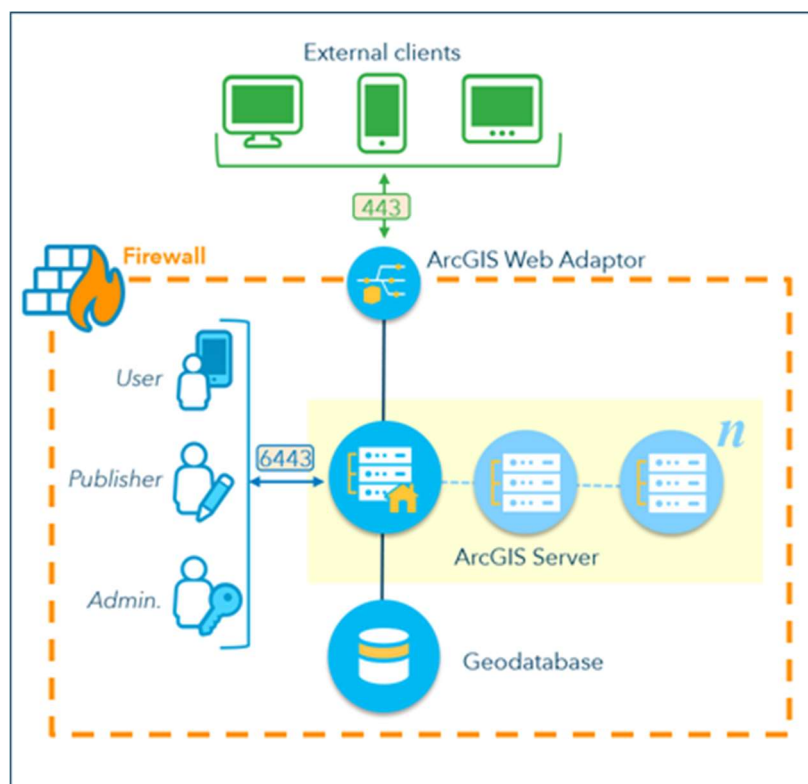 External clients
443
Firewall
ArcGIS Web Adaptor
User
n
6443
Publisher
ArcGIS Server
Admin.
Geodatabase